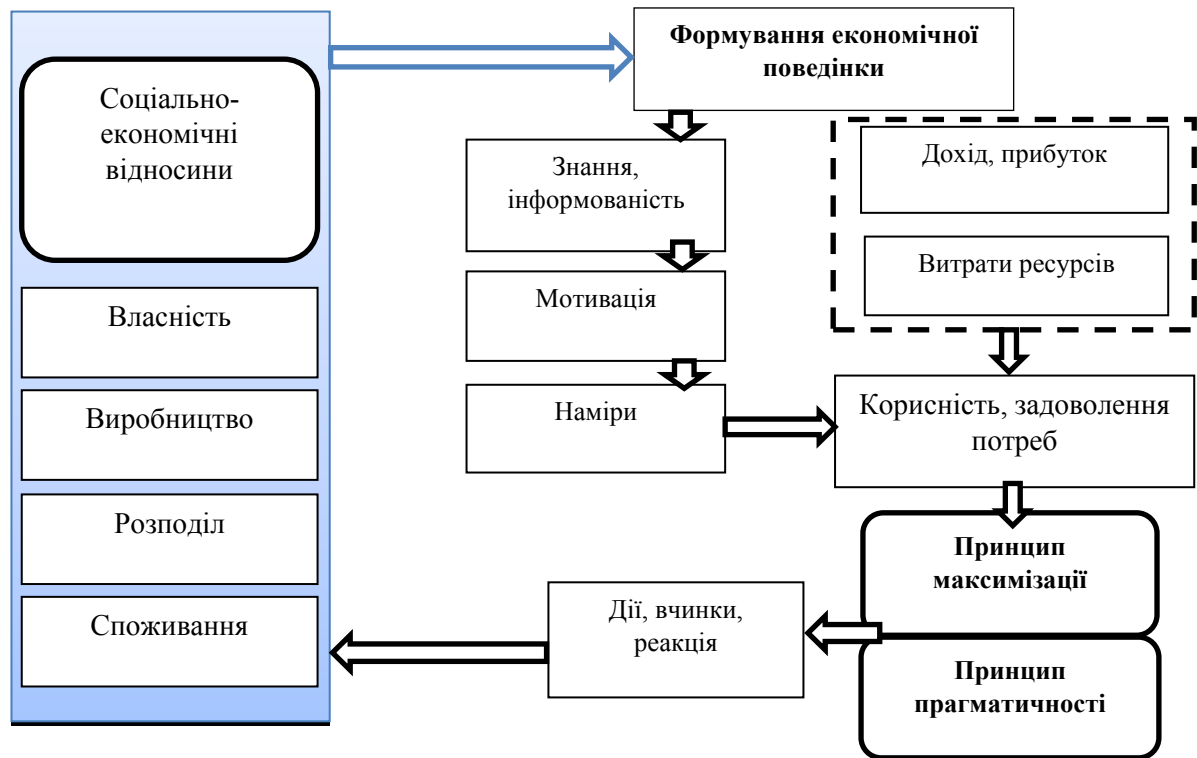 Соціально-
економічні
відносини
Власність
Виробництво
Розподіл
Споживання
Формування економічної
поведінки
Знання,
інформованість
Мотивація
Наміри
Дохід, прибуток
Витрати ресурсів
Корисність, задоволення
потреб
Принцип
максимізації
Принцип
прагматичності
Дії, вчинки,
реакція